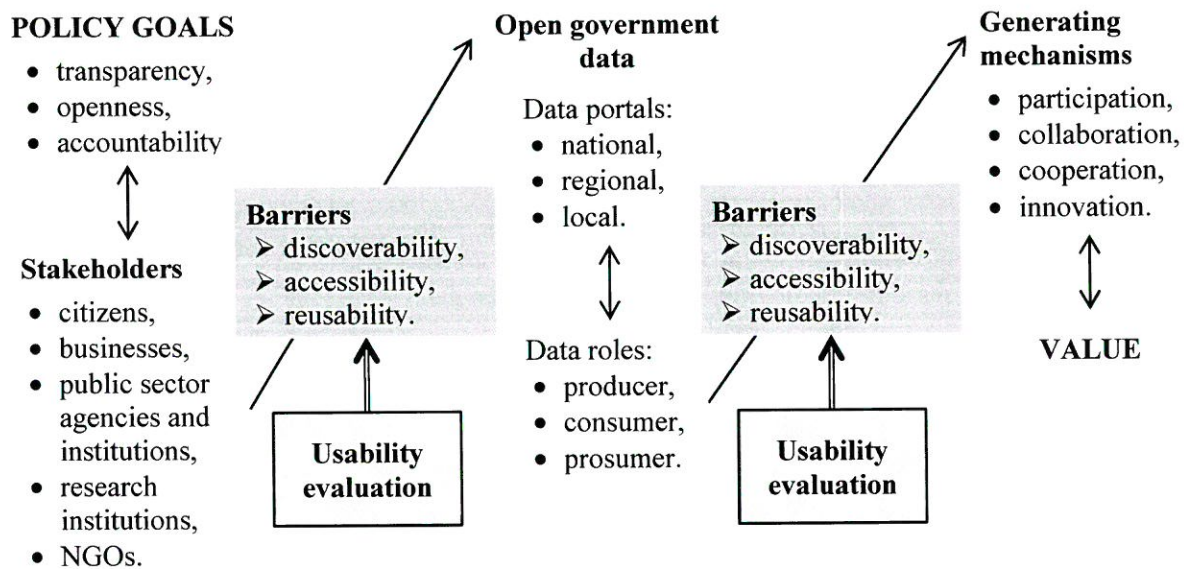 POLICY GOALS
• transparency,
• openness,
• accountability
Stakeholders
• citizens,
• businesses,
• public sector
agencies and
institutions,
• research
institutions,
• NGOs.
Barriers
➢ discoverability,
➢ accessibility,
➢ reusability.
Usability
evaluation
Open government
data
Data portals:
• national,
• regional,
• local.
Data roles:
• producer,
• consumer,
• prosumer.
Barriers
➢ discoverability,
➢ accessibility,
➢ reusability.
Usability
evaluation
Generating
mechanisms
• participation,
• collaboration,
• cooperation,
• innovation.
VALUE